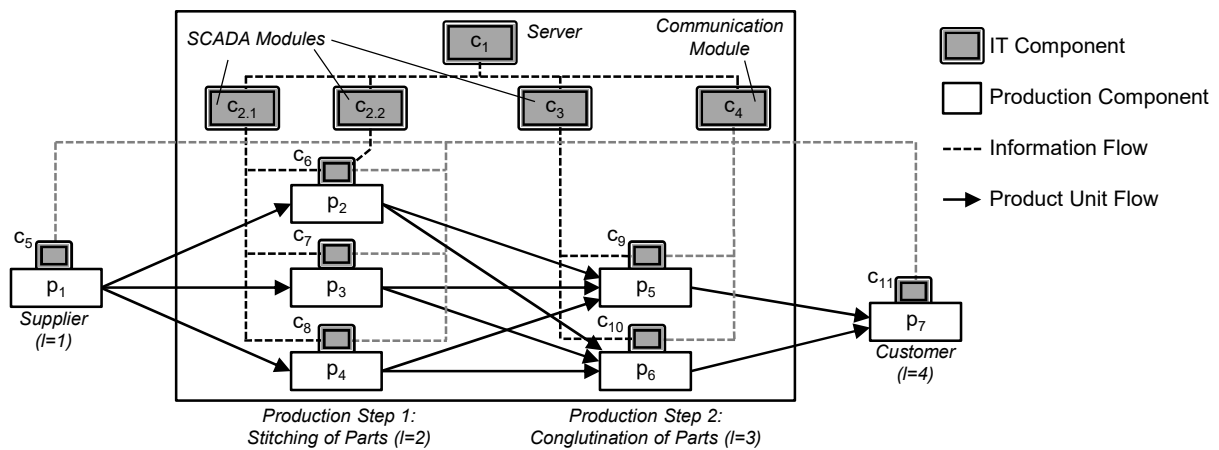 SCADA Modules
Server
Communication
Module
c1
c2.1
c2.2
c3
c4
IT Component
Production Component
Information Flow
Product Unit Flow
c5
p1
Supplier
(l=1)
c6
p2
c7
p3
c8
p4
c9
p5
c10
p6
c11
p7
Customer
(l=4)
Production Step 1:
Stitching of Parts (l=2)
Production Step 2:
Conglutination of Parts (l=3)